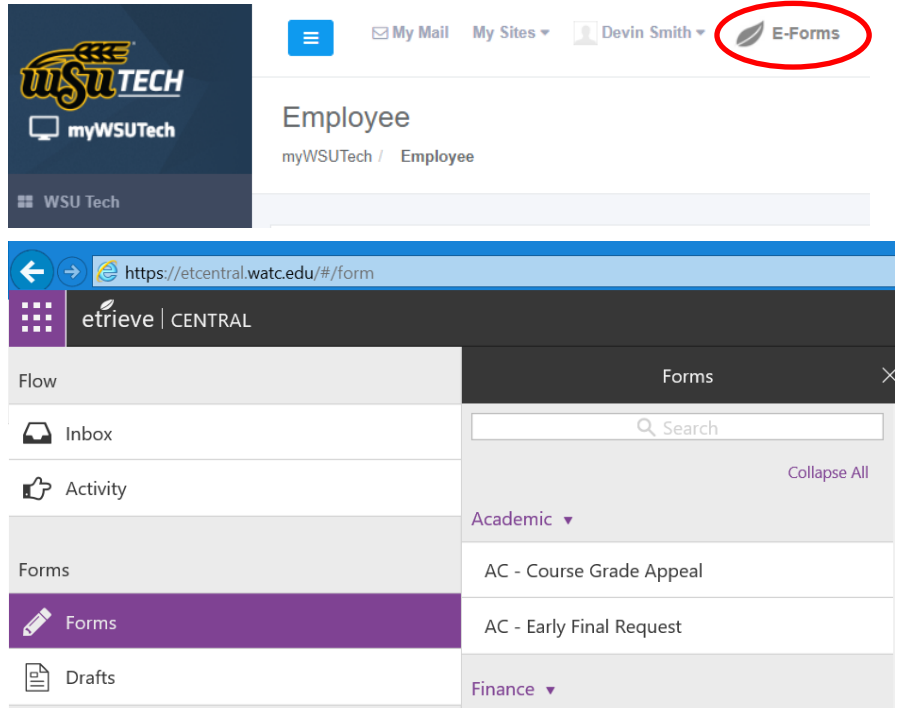 My Mail My Sites Devin Smith E-Forms
WSU TECH
myWSUTech
Employee
myWSUTech / Employee
WSU Tech
https://etcentral.watc.edu/#/form
etrieve | CENTRAL
Flow
Inbox
Activity
Forms
Forms
Drafts
Forms
Search
Collapse All
Academic
AC - Course Grade Appeal
AC - Early Final Request
Finance